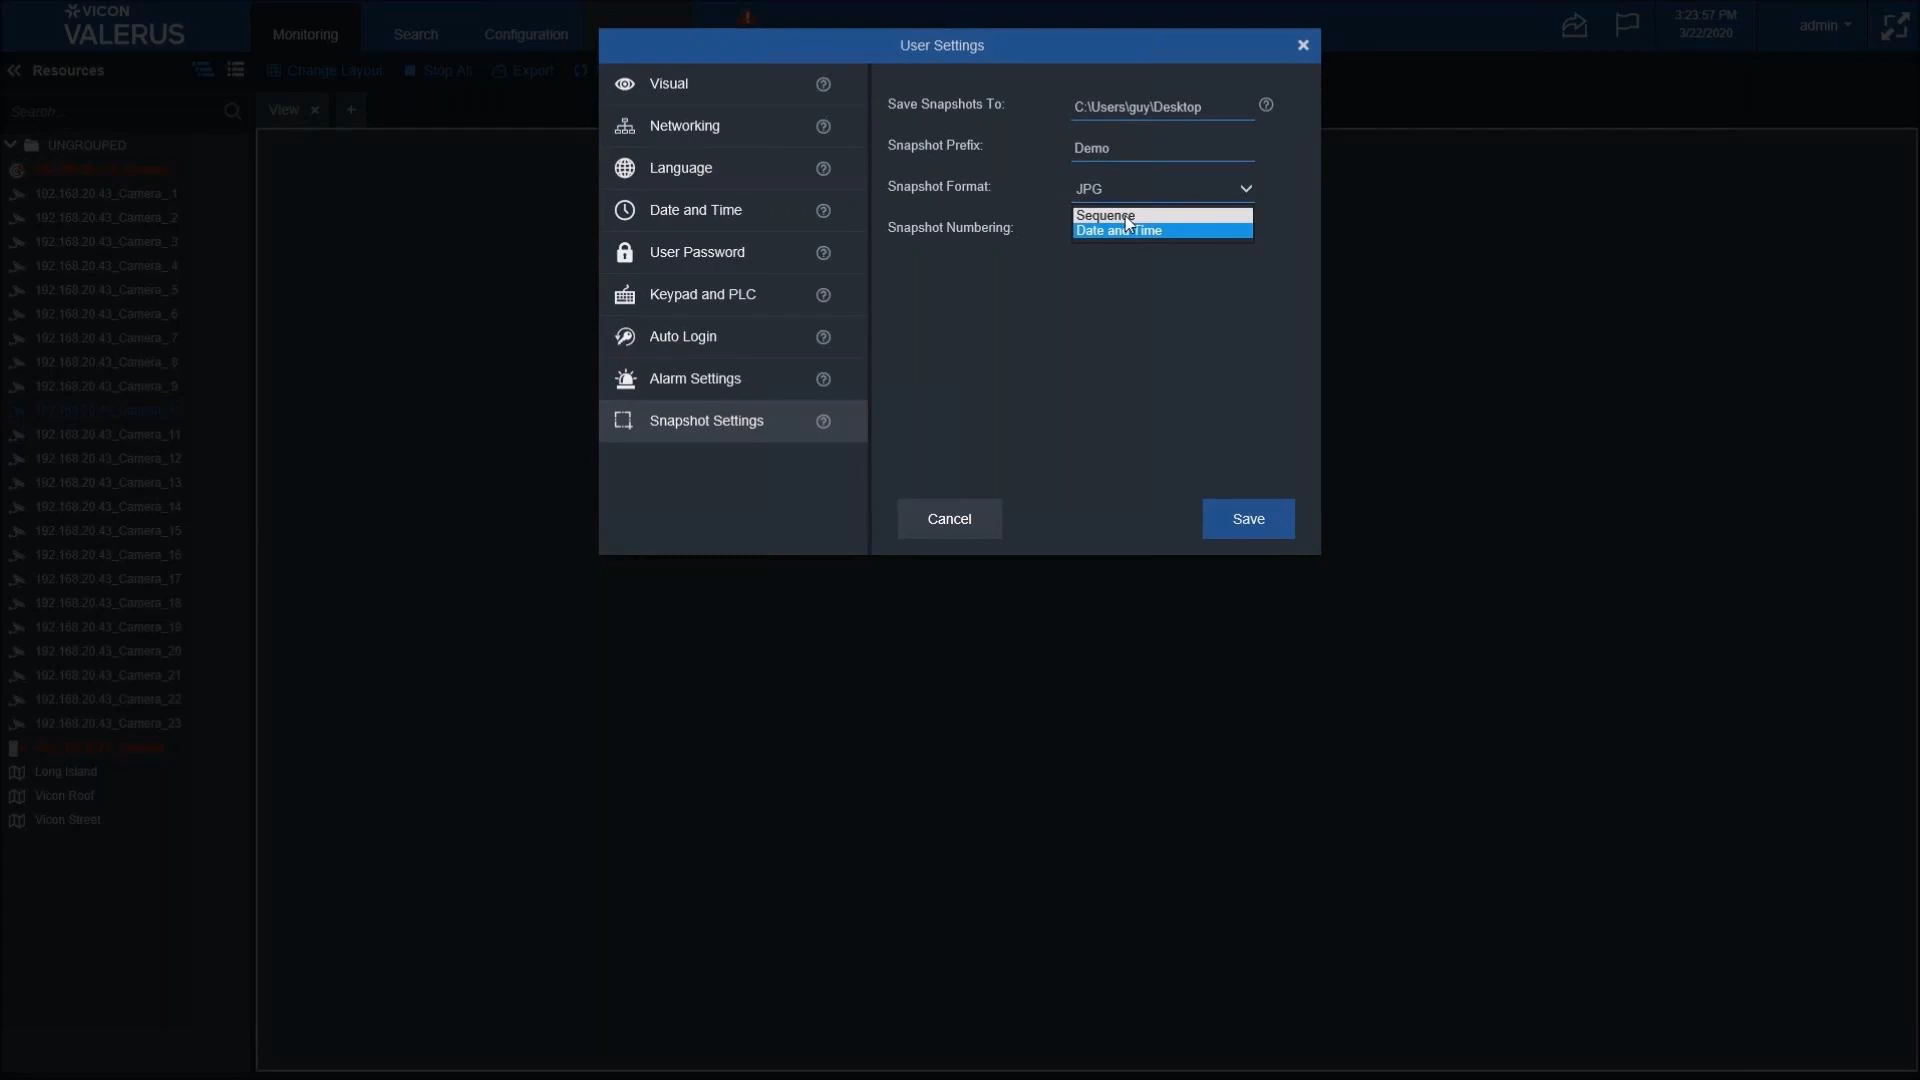 VICON
VALERUS
Monitoring
Search
Configuration
3:23:57 PM
3/22/2020
admin
Resources
Change Layout
Stop All
Export
Search...
View
UNGROUPED
192.168.20.43_Camera_1
192.168.20.43_Camera_2
192.168.20.43_Camera_3
192.168.20.43_Camera_4
192.168.20.43_Camera_5
192.168.20.43_Camera_6
192.168.20.43_Camera_7
192.168.20.43_Camera_8
192.168.20.43_Camera_9
192.168.20.43_Camera_11
192.168.20.43_Camera_12
192.168.20.43_Camera_13
192.168.20.43_Camera_14
192.168.20.43_Camera_15
192.168.20.43_Camera_16
192.168.20.43_Camera_17
192.168.20.43_Camera_18
192.168.20.43_Camera_19
192.168.20.43_Camera_20
192.168.20.43_Camera_21
192.168.20.43_Camera_22
192.168.20.43_Camera_23
Long Island
Vicon Roof
Vicon Street
User Settings
Visual
Networking
Language
Date and Time
User Password
Keypad and PLC
Auto Login
Alarm Settings
Snapshot Settings
Save Snapshots To:
C:\Users\guy\Desktop
Snapshot Prefix:
Demo
Snapshot Format:
JPG
Snapshot Numbering:
Sequence
Date and Time
Cancel
Save